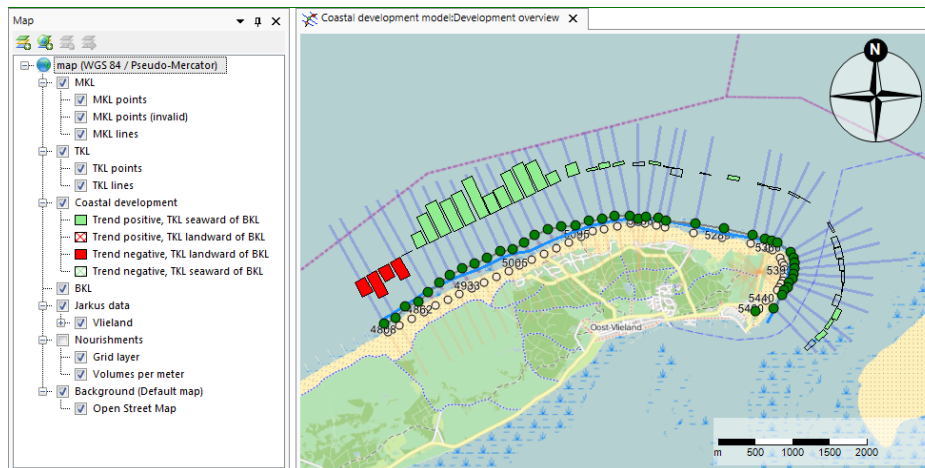 Map
map (WGS 84 / Pseudo-Mercator)
MKL
MKL points
MKL points (invalid)
MKL lines
TKL
TKL points
TKL lines
Coastal development
Trend positive, TKL seaward of BKL
Trend positive, TKL landward of BKL
Trend negative, TKL landward of BKL
Trend negative, TKL seaward of BKL
BKL
Jarkus data
Vlieland
Nourishments
Grid layer
Volumes per meter
Background (Default map)
Open Street Map
Coastal development model:Development overview
N
4933
4862
5440
Oost-Vlieland
m 500 1000 1500 2000